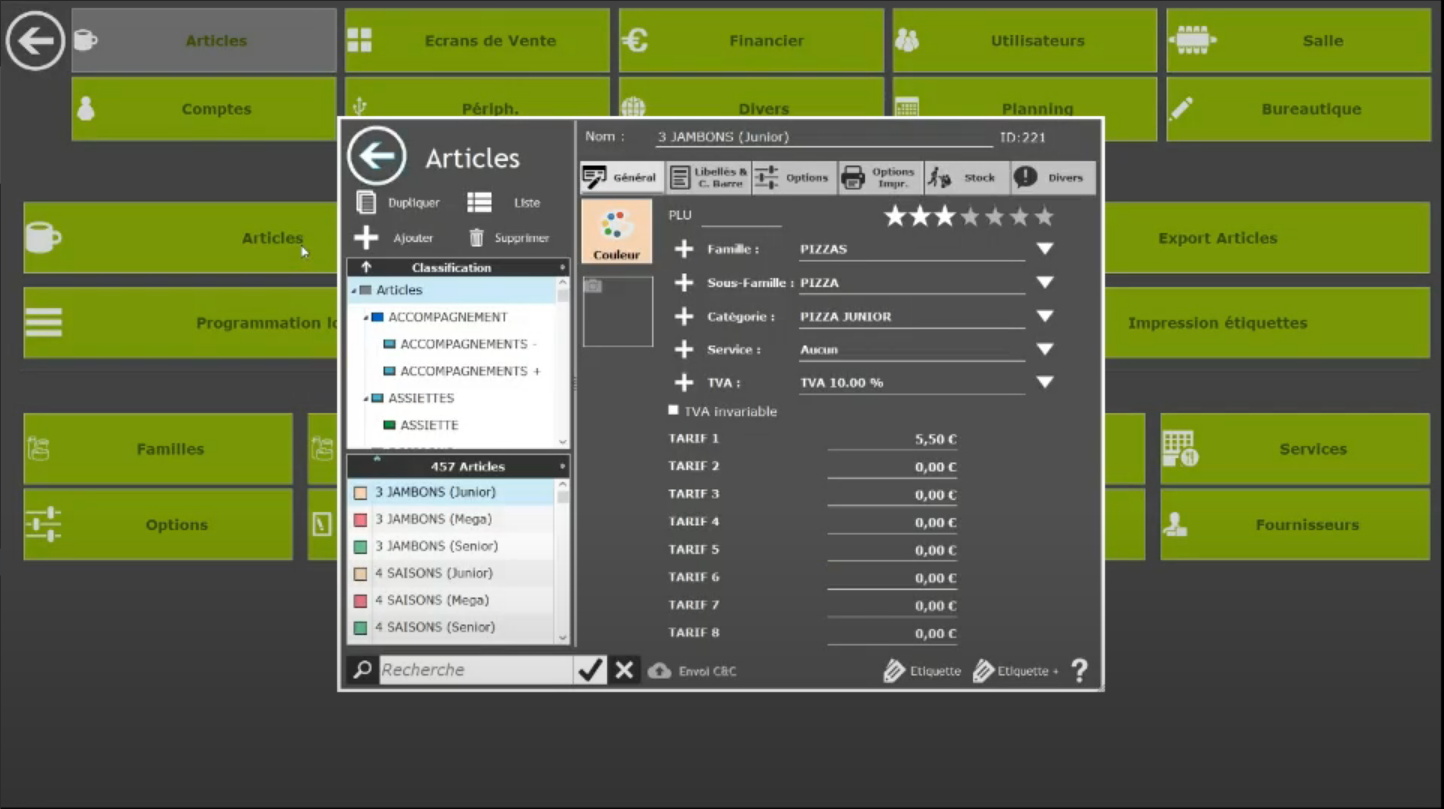 Articles
Ecrans de Vente
Financier
Utilisateurs
Salle
Comptes
Périph.
Divers
Planning
Bureautique
Articles
Export Articles
Impression étiquettes
Familles
Services
Options
Fournisseurs
Articles
Dupliquer
Liste
Ajouter
Supprimer
Classification
Articles
ACCOMPAGNEMENT
ACCOMPAGNEMENTS -
ACCOMPAGNEMENTS +
ASSIETTES
ASSIETTE
457 Articles
3 JAMBONS (Junior)
3 JAMBONS (Mega)
3 JAMBONS (Senior)
4 SAISONS (Junior)
4 SAISONS (Mega)
4 SAISONS (Senior)
Recherche
Nom : 3 JAMBONS (Junior) ID:221
Général
Libellés &
C. Barre
Options
Options
Impr.
Stock
Divers
Couleur
PLU
Famille : PIZZAS
Sous-Famille : PIZZA
Catégorie : PIZZA JUNIOR
Service : Aucun
TVA : TVA 10.00 %
TVA invariable
TARIF 1 5,50 €
TARIF 2 0,00 €
TARIF 3 0,00 €
TARIF 4 0,00 €
TARIF 5 0,00 €
TARIF 6 0,00 €
TARIF 7 0,00 €
TARIF 8 0,00 €
Envoi C&C
Etiquette
Etiquette +
?
Programmation